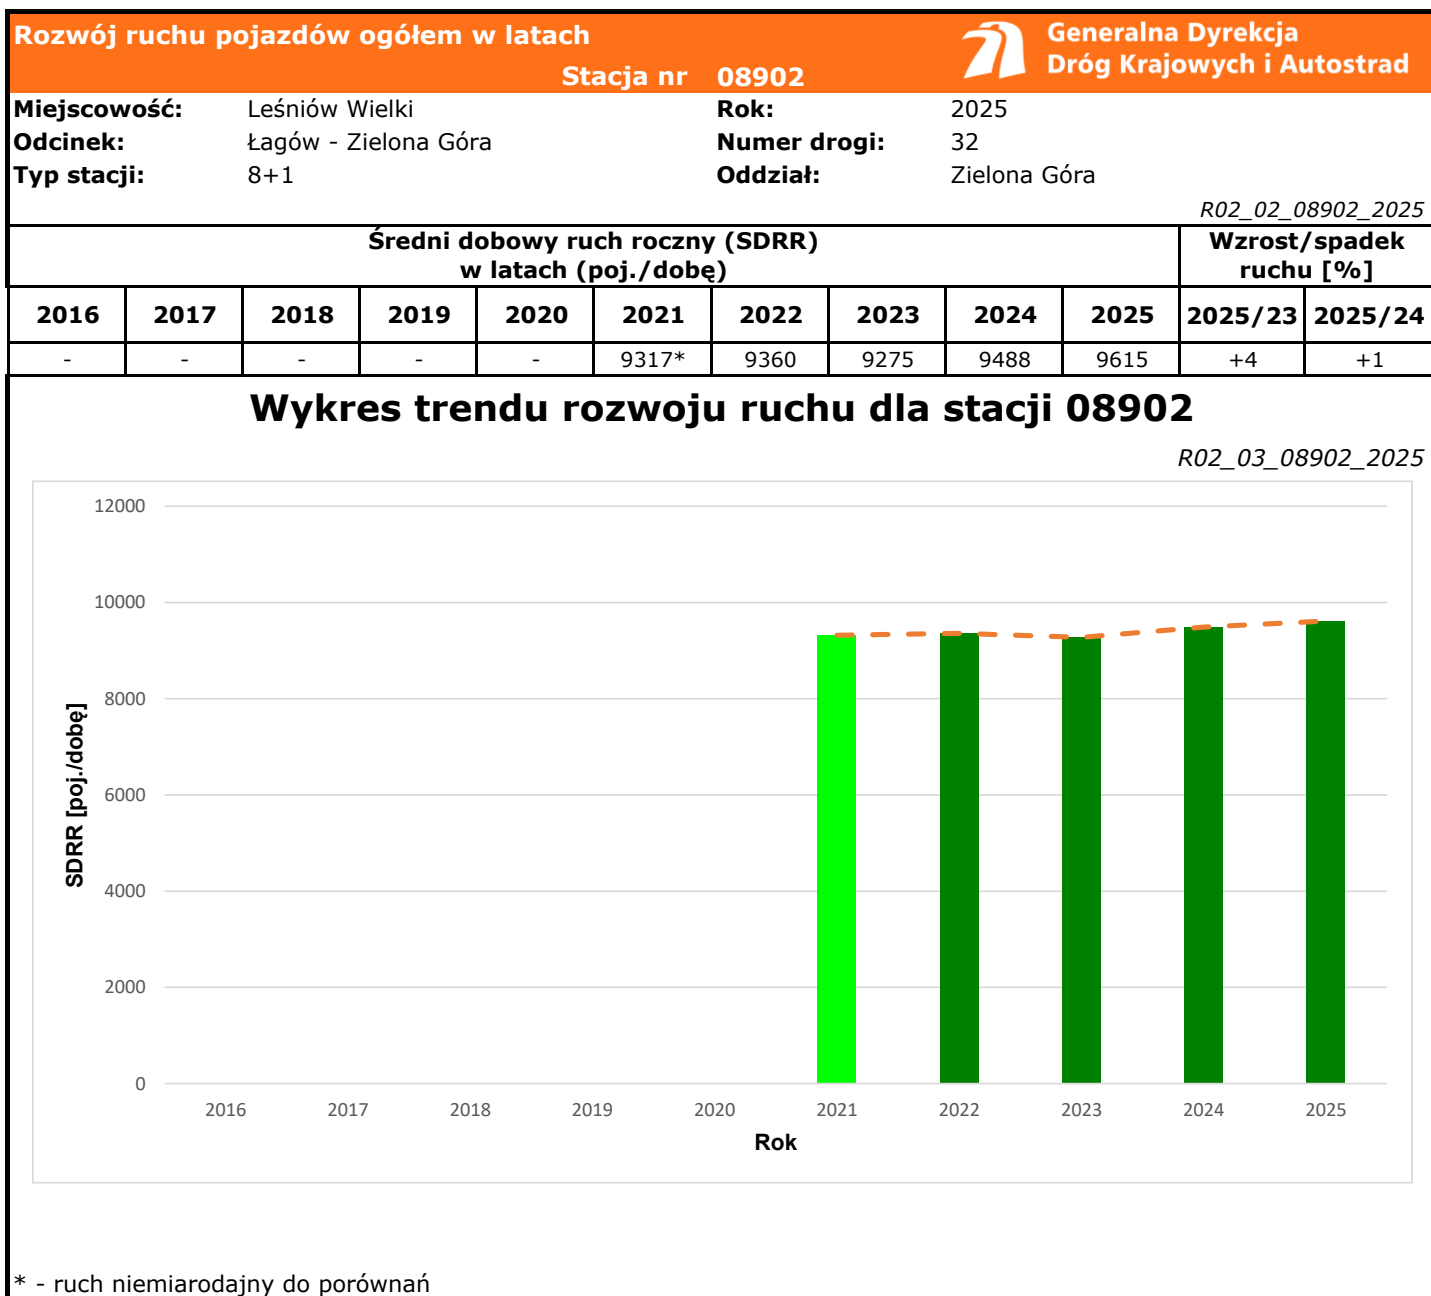 Rozwój ruchu pojazdów ogółem w latach
Generalna Dyrekcja
Dróg Krajowych i Autostrad
Stacja nr 08902
Miejscowość: Leśniów Wielki Rok: 2025
Odcinek: Łagów - Zielona Góra Numer drogi: 32
Typ stacji: 8+1 Oddział: Zielona Góra
R02_02_08902_2025
Średni dobowy ruch roczny (SDRR)
w latach (poj./dobę)
Wzrost/spadek
ruchu [%]
2016 2017 2018 2019 2020 2021 2022 2023 2024 2025 2025/23 2025/24
- - - - - 9317* 9360 9275 9488 9615 +4 +1
Wykres trendu rozwoju ruchu dla stacji 08902
R02_03_08902_2025
12000
10000
8000
6000
4000
2000
0
SDRR [poj./dobę]
2016 2017 2018 2019 2020 2021 2022 2023 2024 2025
Rok
* - ruch niemiarodajny do porównań